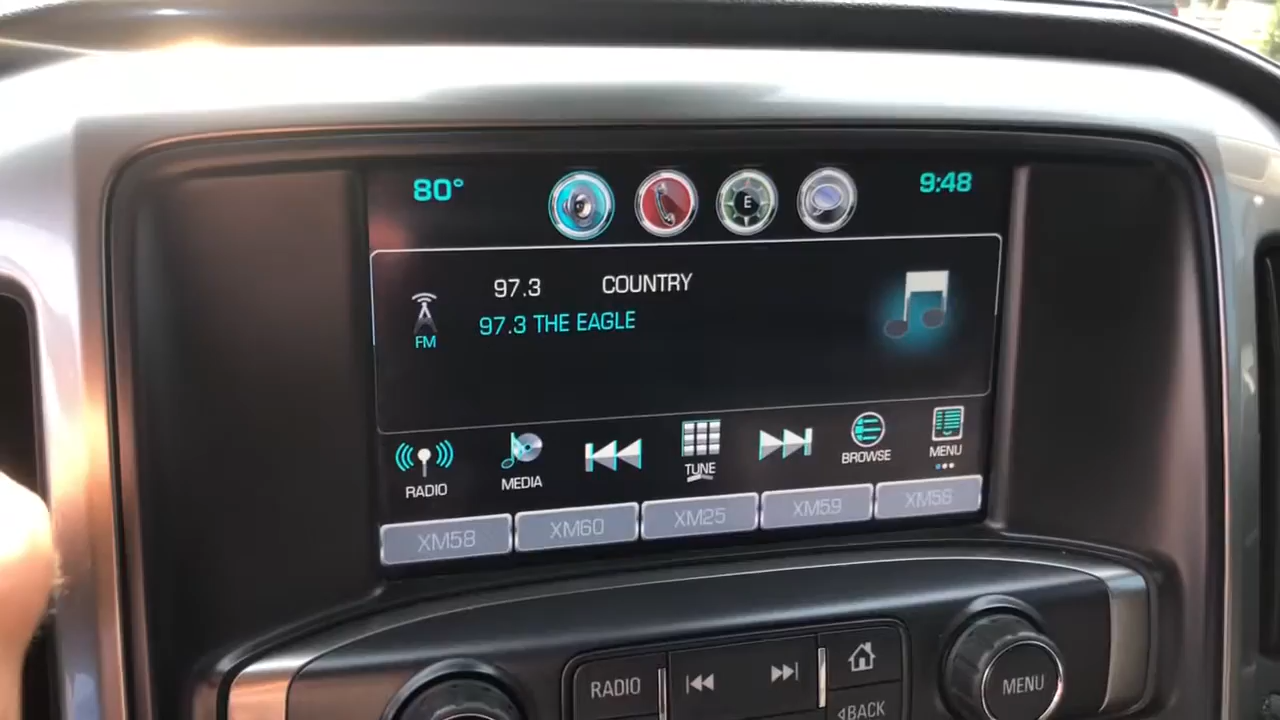 80°
E
9:48
97.3 COUNTRY
97.3 THE EAGLE
FM
RADIO
MEDIA
TUNE
BROWSE
MENU
XM58
XM60
XM25
XM59
XM56
RADIO
MENU
BACK